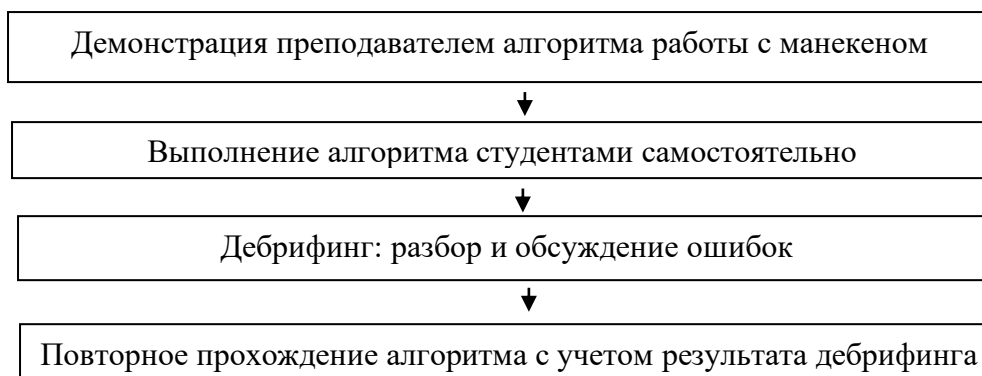 Демонстрация преподавателем алгоритма работы с манекеном
Выполнение алгоритма студентами самостоятельно
Дебрифинг: разбор и обсуждение ошибок
Повторное прохождение алгоритма с учетом результата дебрифинга